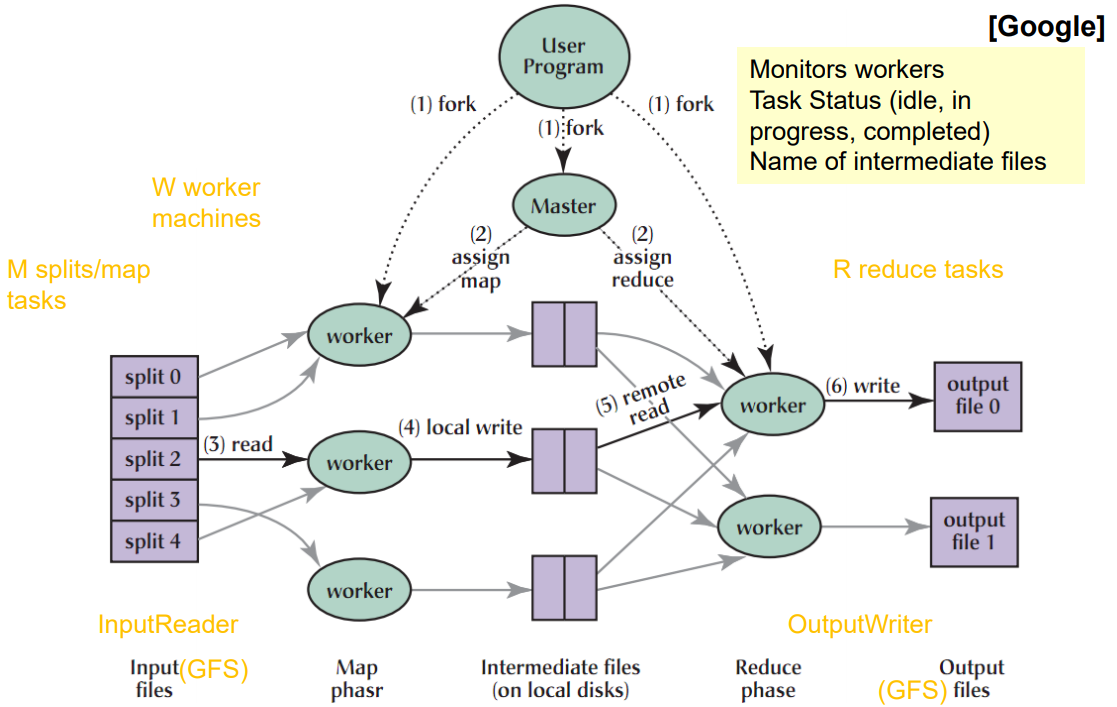 [Google]
User
Program
Monitors workers
Task Status (idle, in
progress, completed)
Name of intermediate files
(1) fork
(1) fork
(1) fork
W worker
machines
Master
(2)
assign
map
(2)
assign
reduce
M splits/map
tasks
R reduce tasks
worker
split 0
split 1
split 2
split 3
split 4
(3) read
worker
(4) local write
(5) remote
read
worker
(6) write
output
file 0
worker
output
file 1
worker
InputReader
OutputWriter
Input (GFS)
files
Map
phasr
Intermediate files
(on local disks)
Reduce
phase
Output
(GFS) files